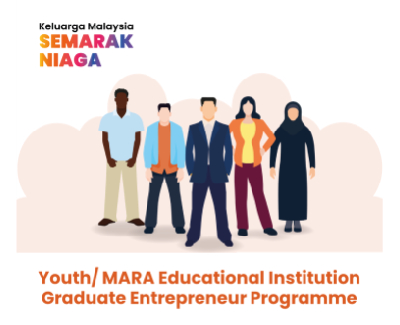 Keluarga Malaysia
SEMARAK
NIAGA
Youth/ MARA Educational Institution
Graduate Entrepreneur Programme